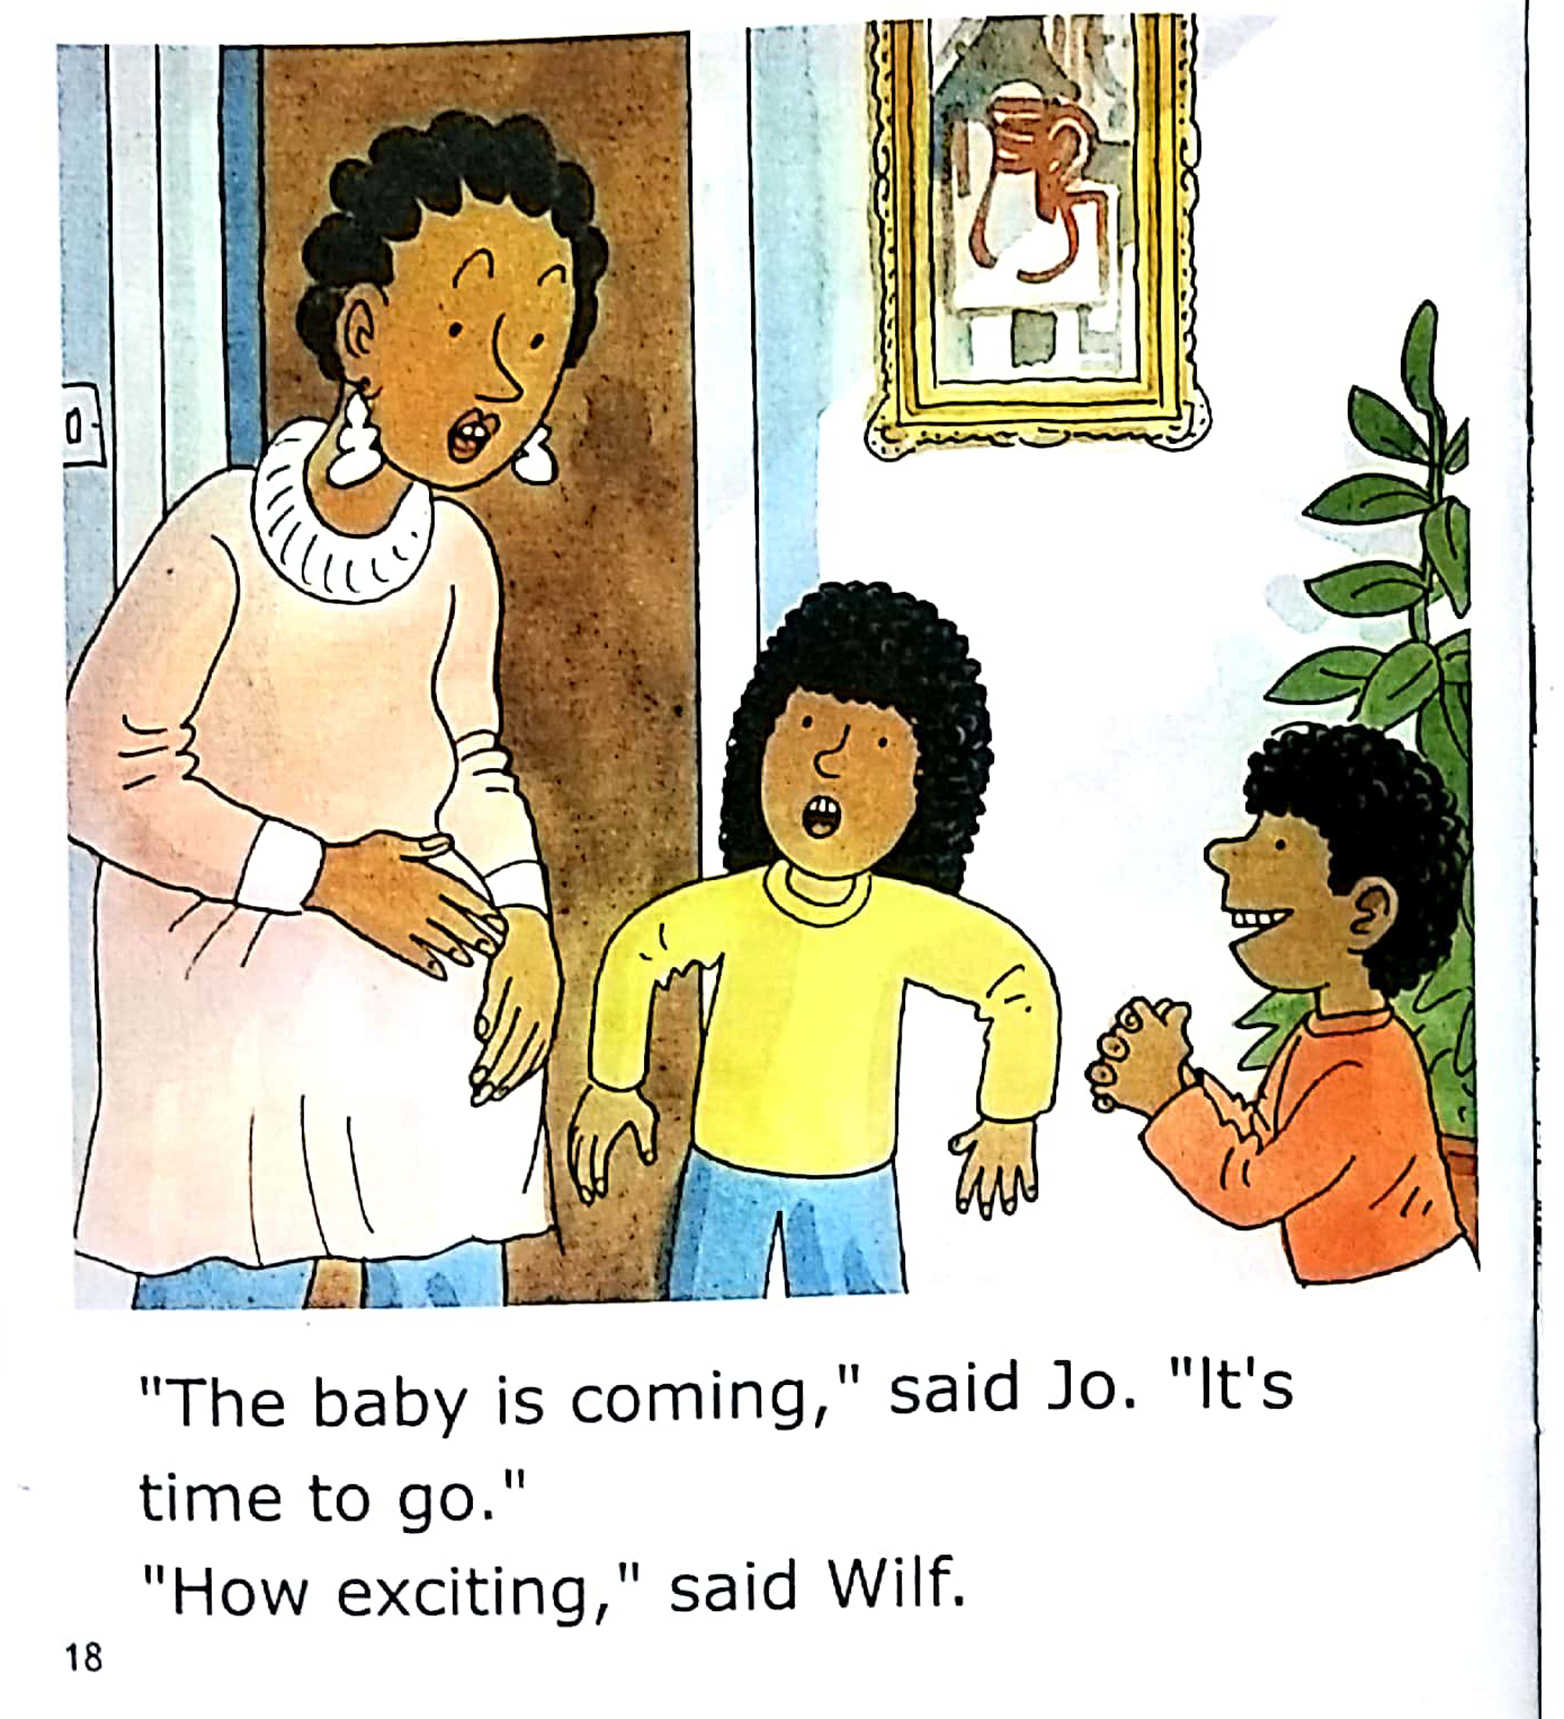 "The baby is coming," said Jo. "It's
time to go."
"How exciting," said Wilf.
18